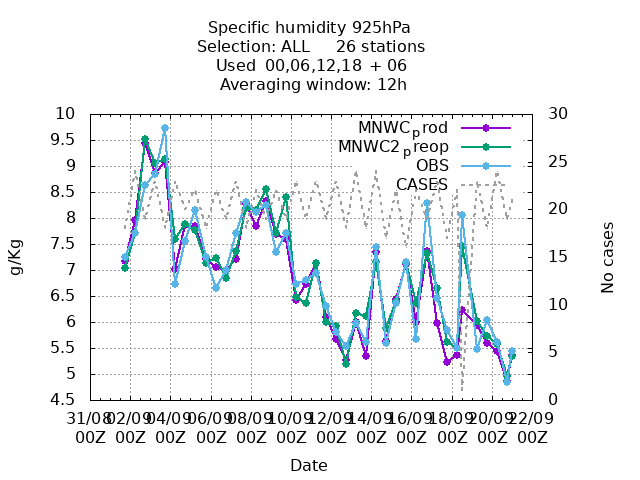 Specific humidity 925hPa
Selection: ALL 26 stations
Used 00,06,12,18 + 06
Averaging window: 12h
10
9.5
9
8.5
8
7.5
7
6.5
6
5.5
5
4.5
30
25
20
15
10
5
0
g/Kg
No cases
MNWCprod
MNWC2preop
OBS
CASES
31/08 02/09 04/09 06/09 08/09 10/09 12/09 14/09 16/09 18/09 20/09 22/09
00Z 00Z 00Z 00Z 00Z 00Z 00Z 00Z 00Z 00Z 00Z 00Z
Date